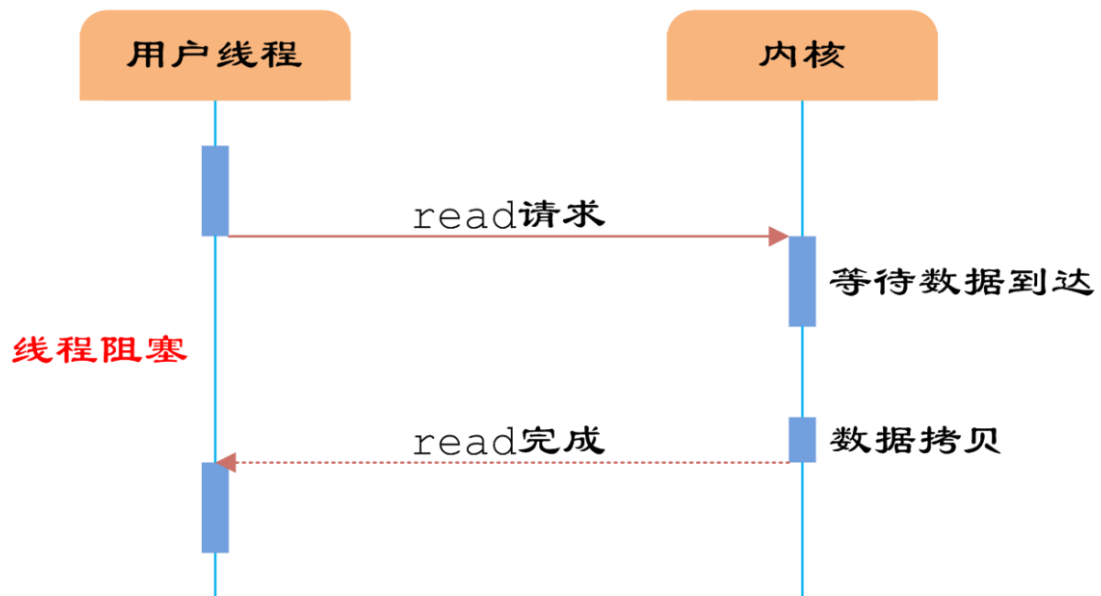 用户线程
内核
read请求
等待数据到达
线程阻塞
read完成
数据拷贝